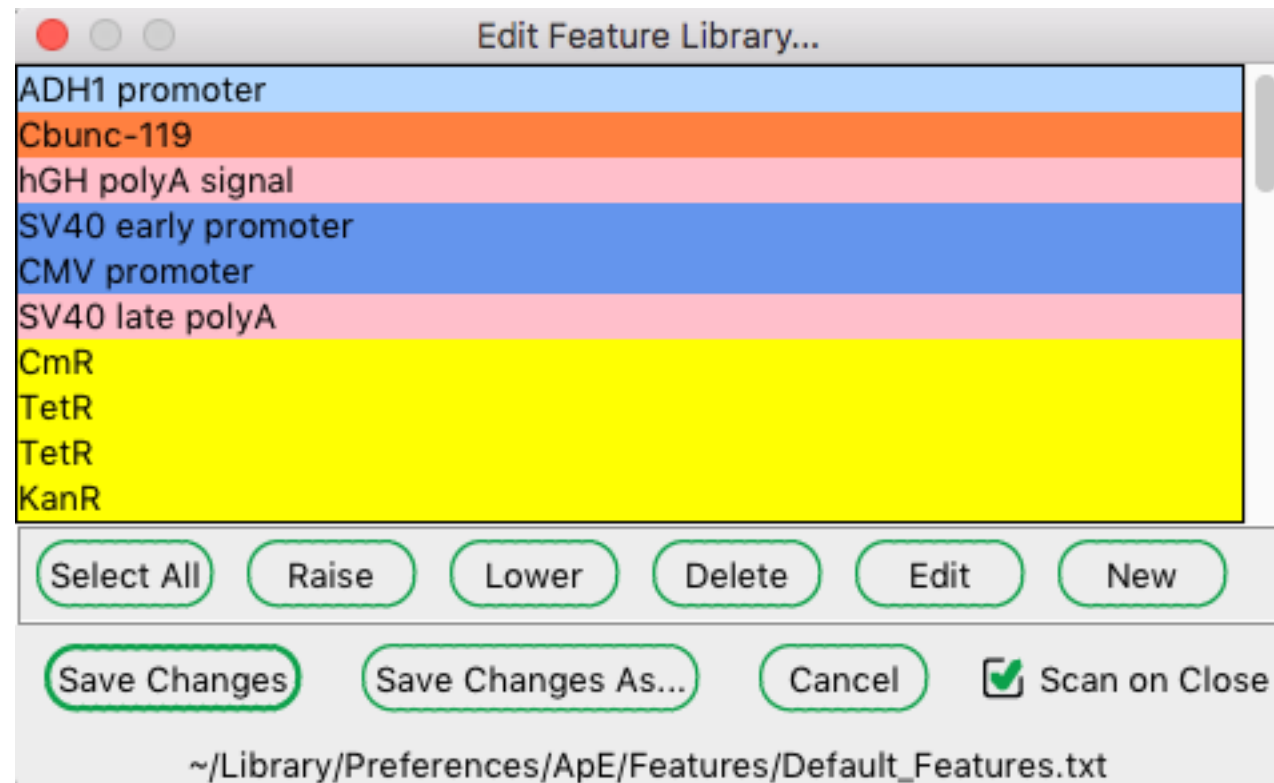 Edit Feature Library...
ADH1 promoter
Cbunc-119
hGH polyA signal
SV40 early promoter
CMV promoter
SV40 late polyA
CmR
TetR
TetR
KanR
Select All Raise Lower Delete Edit New
Save Changes Save Changes As... Cancel Scan on Close
~/Library/Preferences/ApE/Features/Default_Features.txt